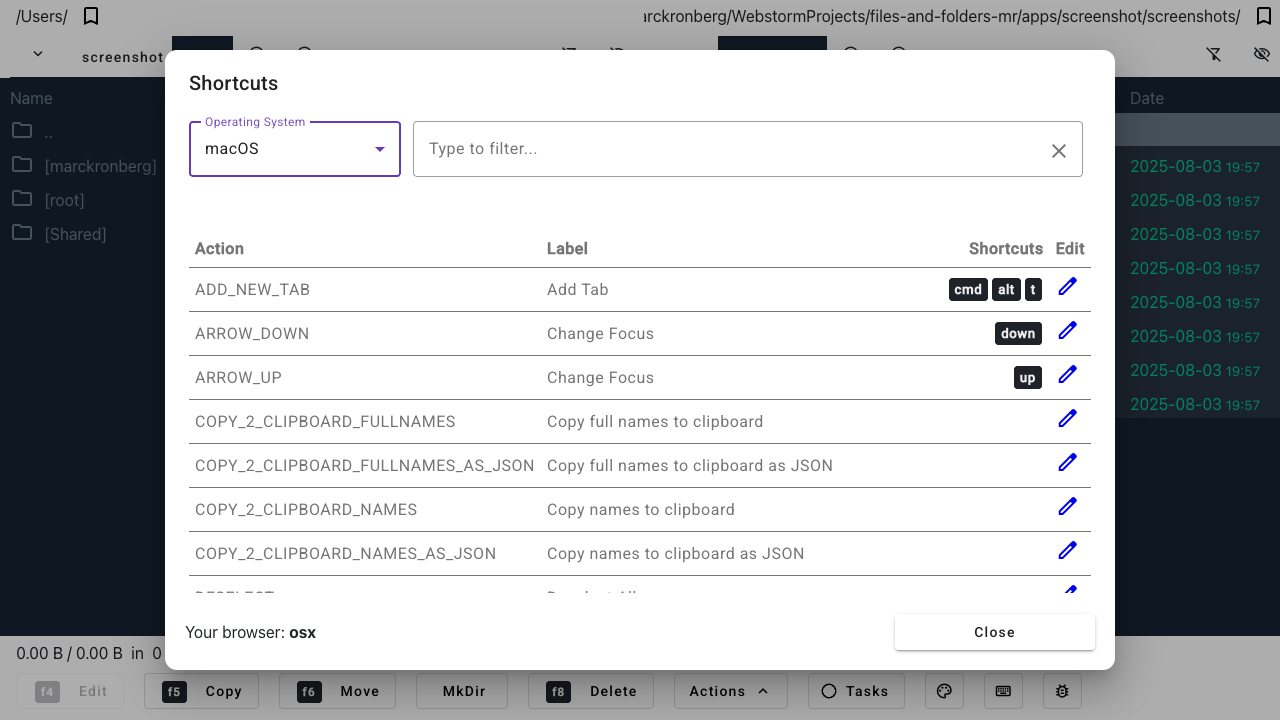 /Users/
rckronberg/WebstormProjects/files-and-folders-mr/apps/screenshot/screenshots/
screenshot
Name
Date
..
[marckronberg]
[root]
[Shared]
2025-08-03 19:57
2025-08-03 19:57
2025-08-03 19:57
2025-08-03 19:57
2025-08-03 19:57
2025-08-03 19:57
2025-08-03 19:57
2025-08-03 19:57
Shortcuts
Operating System
macOS
Type to filter...
Action Label Shortcuts Edit
ADD_NEW_TAB Add Tab cmd alt t
ARROW_DOWN Change Focus down
ARROW_UP Change Focus up
COPY_2_CLIPBOARD_FULLNAMES Copy full names to clipboard
COPY_2_CLIPBOARD_FULLNAMES_AS_JSON Copy full names to clipboard as JSON
COPY_2_CLIPBOARD_NAMES Copy names to clipboard
COPY_2_CLIPBOARD_NAMES_AS_JSON Copy names to clipboard as JSON
Your browser: osx
Close
0.00 B / 0.00 B in 0
f4 Edit f5 Copy f6 Move MkDir f8 Delete Actions Tasks